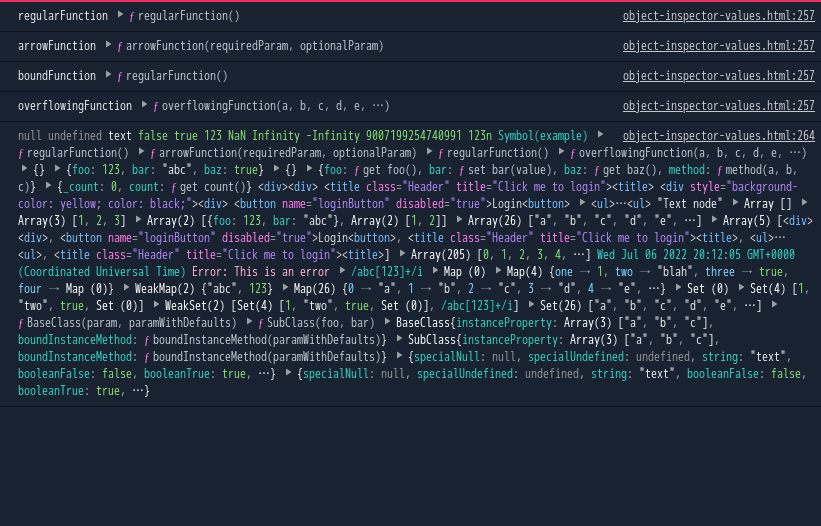 regularFunction ▶ ƒ regularFunction() object-inspector-values.html:257
arrowFunction ▶ ƒ arrowFunction(requiredParam, optionalParam) object-inspector-values.html:257
boundFunction ▶ ƒ regularFunction() object-inspector-values.html:257
overflowingFunction ▶ ƒ overflowingFunction(a, b, c, d, e, …) object-inspector-values.html:257
null undefined text false true 123 NaN Infinity -Infinity 9007199254740991 123n Symbol(example) ▶ object-inspector-values.html:264
ƒ regularFunction() ▶ ƒ arrowFunction(requiredParam, optionalParam) ▶ ƒ regularFunction() ▶ ƒ overflowingFunction(a, b, c, d, e, …)
▶ {} ▶ {foo: 123, bar: "abc", baz: true} ▶ {} ▶ {foo: ƒ get foo(), bar: ƒ set bar(value), baz: ƒ get baz(), method: ƒ method(a, b,
c)} ▶ {_count: 0, count: ƒ get count()} <div><div> <title class="Header" title="Click me to login"><title> <div style="background-
color: yellow; color: black;"><div> <button name="loginButton" disabled="true">Login<button> ▶ <ul>…<ul> "Text node" ▶ Array [] ▶
Array(3) [1, 2, 3] ▶ Array(2) [{foo: 123, bar: "abc"}, Array(2) [1, 2]] ▶ Array(26) ["a", "b", "c", "d", "e", …] ▶ Array(5) [<div>
<div>, <button name="loginButton" disabled="true">Login<button>, <title class="Header" title="Click me to login"><title>, <ul>…
<ul>, <title class="Header" title="Click me to login"><title>] ▶ Array(205) [0, 1, 2, 3, 4, …] Wed Jul 06 2022 20:12:05 GMT+0000
(Coordinated Universal Time) Error: This is an error ▶ /abc[123]+/i ▶ Map (0) ▶ Map(4) {one → 1, two → "blah", three → true,
four → Map (0)} ▶ WeakMap(2) {"abc", 123} ▶ Map(26) {0 → "a", 1 → "b", 2 → "c", 3 → "d", 4 → "e", …} ▶ Set (0) ▶ Set(4) [1,
"two", true, Set (0)] ▶ WeakSet(2) [Set(4) [1, "two", true, Set (0)], /abc[123]+/i] ▶ Set(26) ["a", "b", "c", "d", "e", …] ▶
ƒ BaseClass(param, paramWithDefaults) ▶ ƒ SubClass(foo, bar) ▶ BaseClass{instanceProperty: Array(3) ["a", "b", "c"],
boundInstanceMethod: ƒ boundInstanceMethod(paramWithDefaults)} ▶ SubClass{instanceProperty: Array(3) ["a", "b", "c"],
boundInstanceMethod: ƒ boundInstanceMethod(paramWithDefaults)} ▶ {specialNull: null, specialUndefined: undefined, string: "text",
booleanFalse: false, booleanTrue: true, …} ▶ {specialNull: null, specialUndefined: undefined, string: "text", booleanFalse: false,
booleanTrue: true, …}